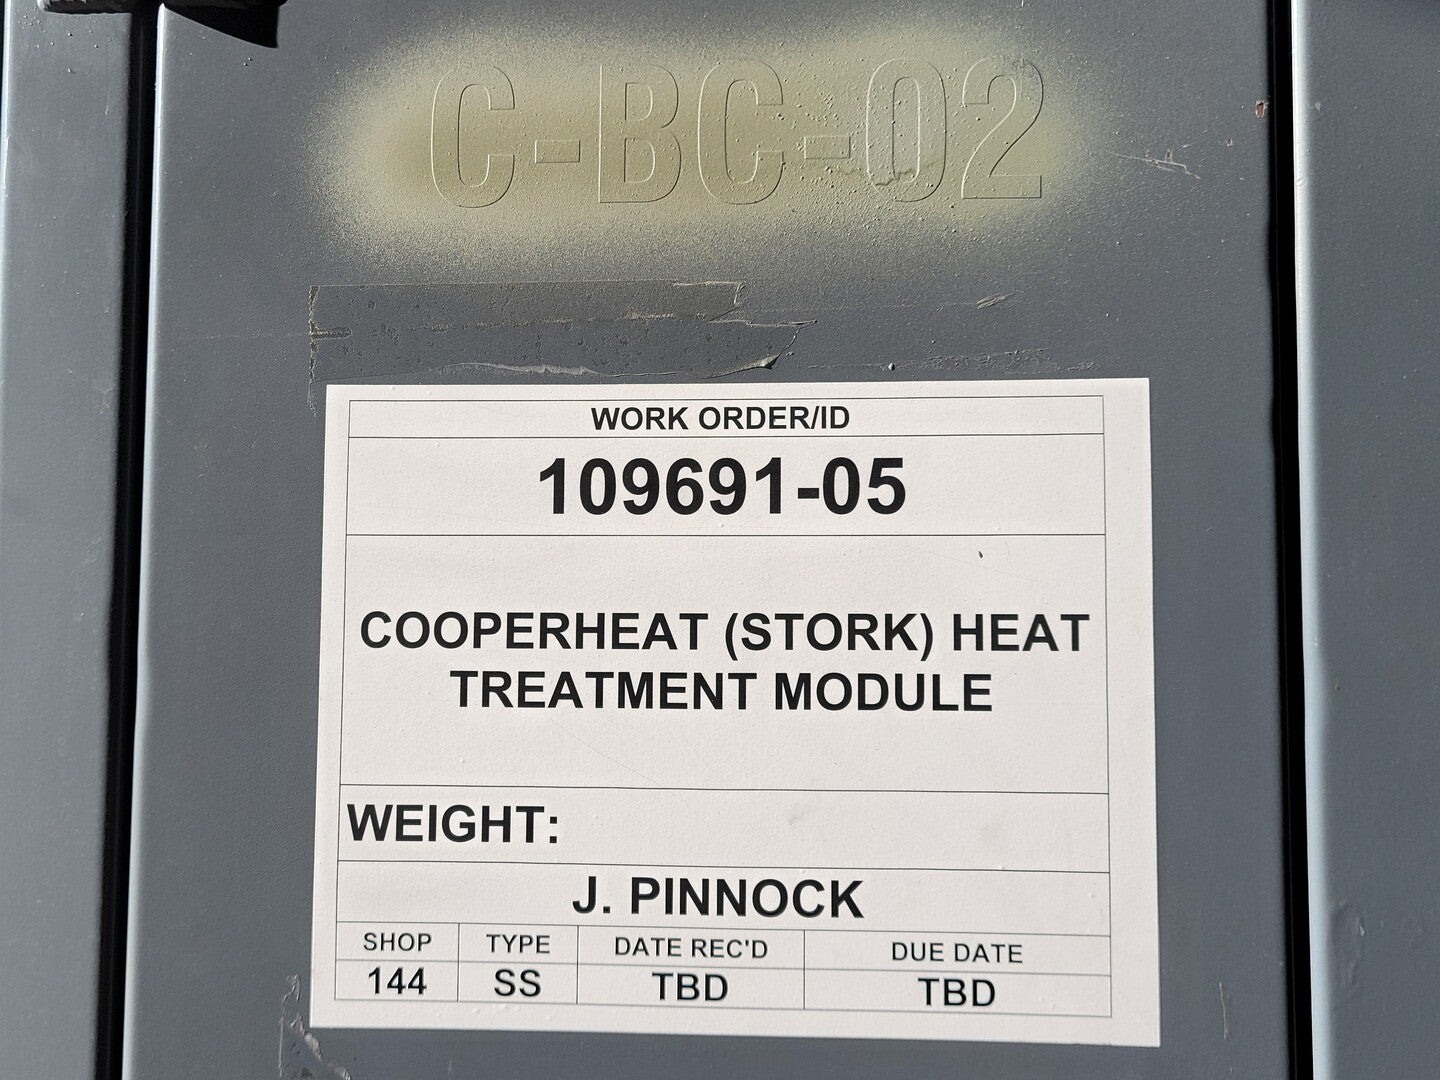 C-BC-02
WORK ORDER/ID
109691-05
COOPERHEAT (STORK) HEAT
TREATMENT MODULE
WEIGHT:
J. PINNOCK
SHOP TYPE DATE REC'D DUE DATE
144 SS TBD TBD